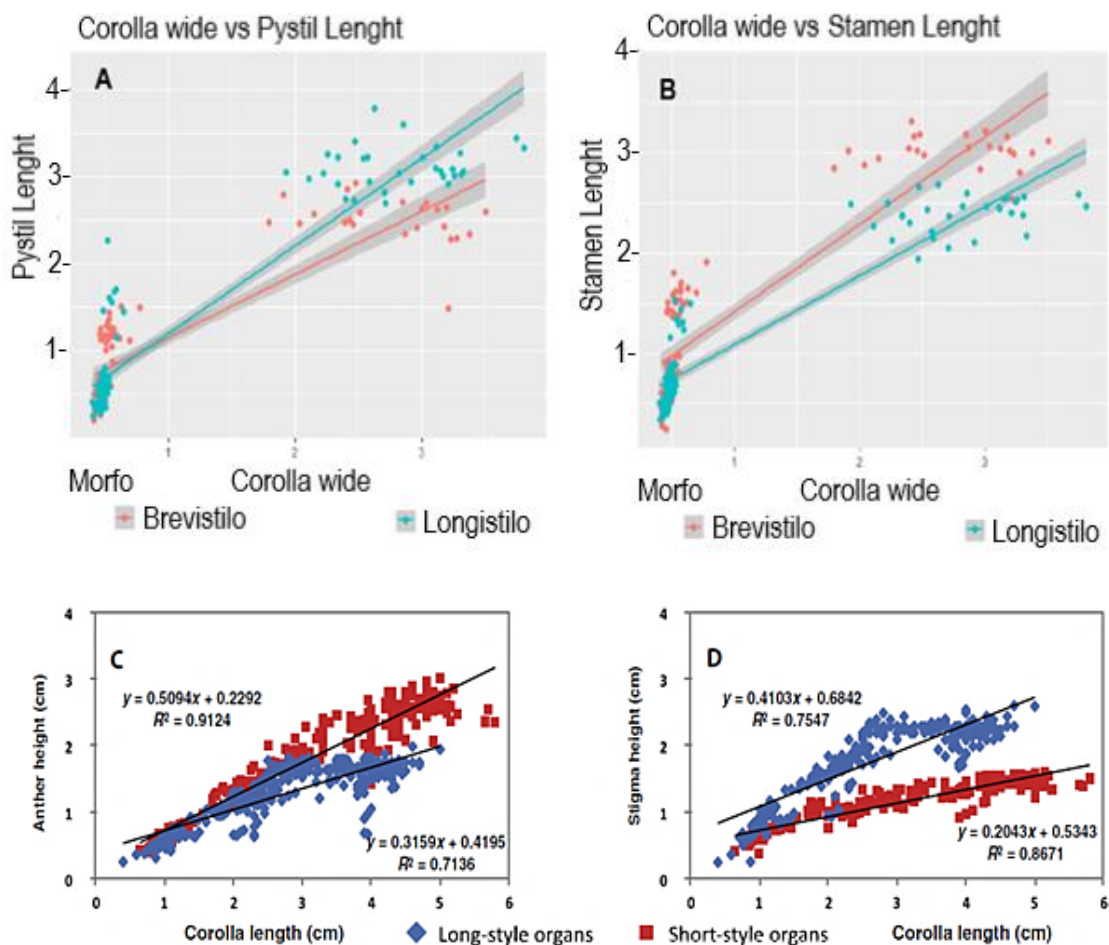 Corolla wide vs Pystil Lenght
A
4-
3-
2-
1-
Pystil Lenght
1 2 3
Morfo Corolla wide
Brevistilo Longistilo
Corolla wide vs Stamen Lenght
B
4-
3-
2-
1-
Stamen Lenght
1 2 3
Morfo Corolla wide
Brevistilo Longistilo
C
4
3
2
1
0
Anther height (cm)
y = 0.5094x + 0.2292
R² = 0.9124
y = 0.3159x + 0.4195
R² = 0.7136
0 1 2 3 4 5 6
Corolla length (cm)
D
4
3
2
1
0
Stigma height (cm)
y = 0.4103x + 0.6842
R² = 0.7547
y = 0.2043x + 0.5343
R² = 0.8671
0 1 2 3 4 5 6
Corolla length (cm)
Long-style organs Short-style organs